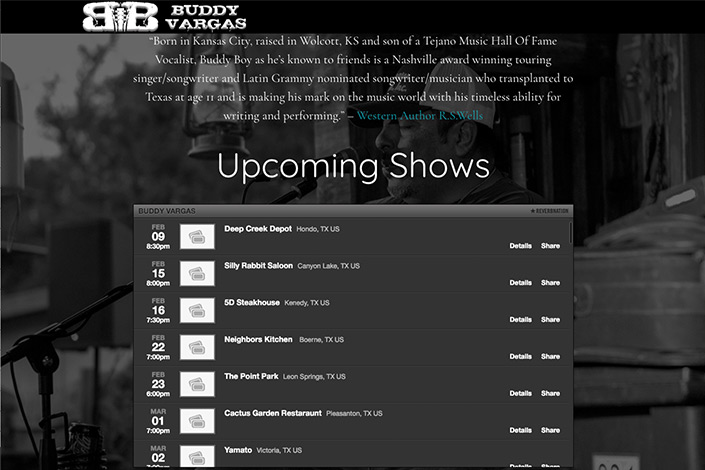 BUDDY
VARGAS
“Born in Kansas City, raised in Wolcott, KS and son of a Tejano Music Hall Of Fame
Vocalist, Buddy Boy as he’s known to friends is a Nashville award winning touring
singer/songwriter and Latin Grammy nominated songwriter/musician who transplanted to
Texas at age 11 and is making his mark on the music world with his timeless ability for
writing and performing.” – Western Author R.S.Wells
Upcoming Shows
BUDDY VARGAS ★ REVERBNATION
FEB
09
8:30pm
Deep Creek Depot Hondo, TX US
Details Share
FEB
15
8:00pm
Silly Rabbit Saloon Canyon Lake, TX US
Details Share
FEB
16
7:30pm
5D Steakhouse Kenedy, TX US
Details Share
FEB
22
7:00pm
Neighbors Kitchen Boerne, TX US
Details Share
FEB
23
6:00pm
The Point Park Leon Springs, TX US
Details Share
MAR
01
7:00pm
Cactus Garden Restaraunt Pleasanton, TX US
Details Share
MAR
02
Yamato Victoria, TX US